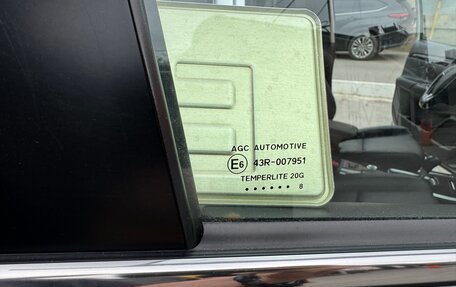 AGC AUTOMOTIVE
E6 43R-007951
TEMPERLITE 20G
• • • • • • 8